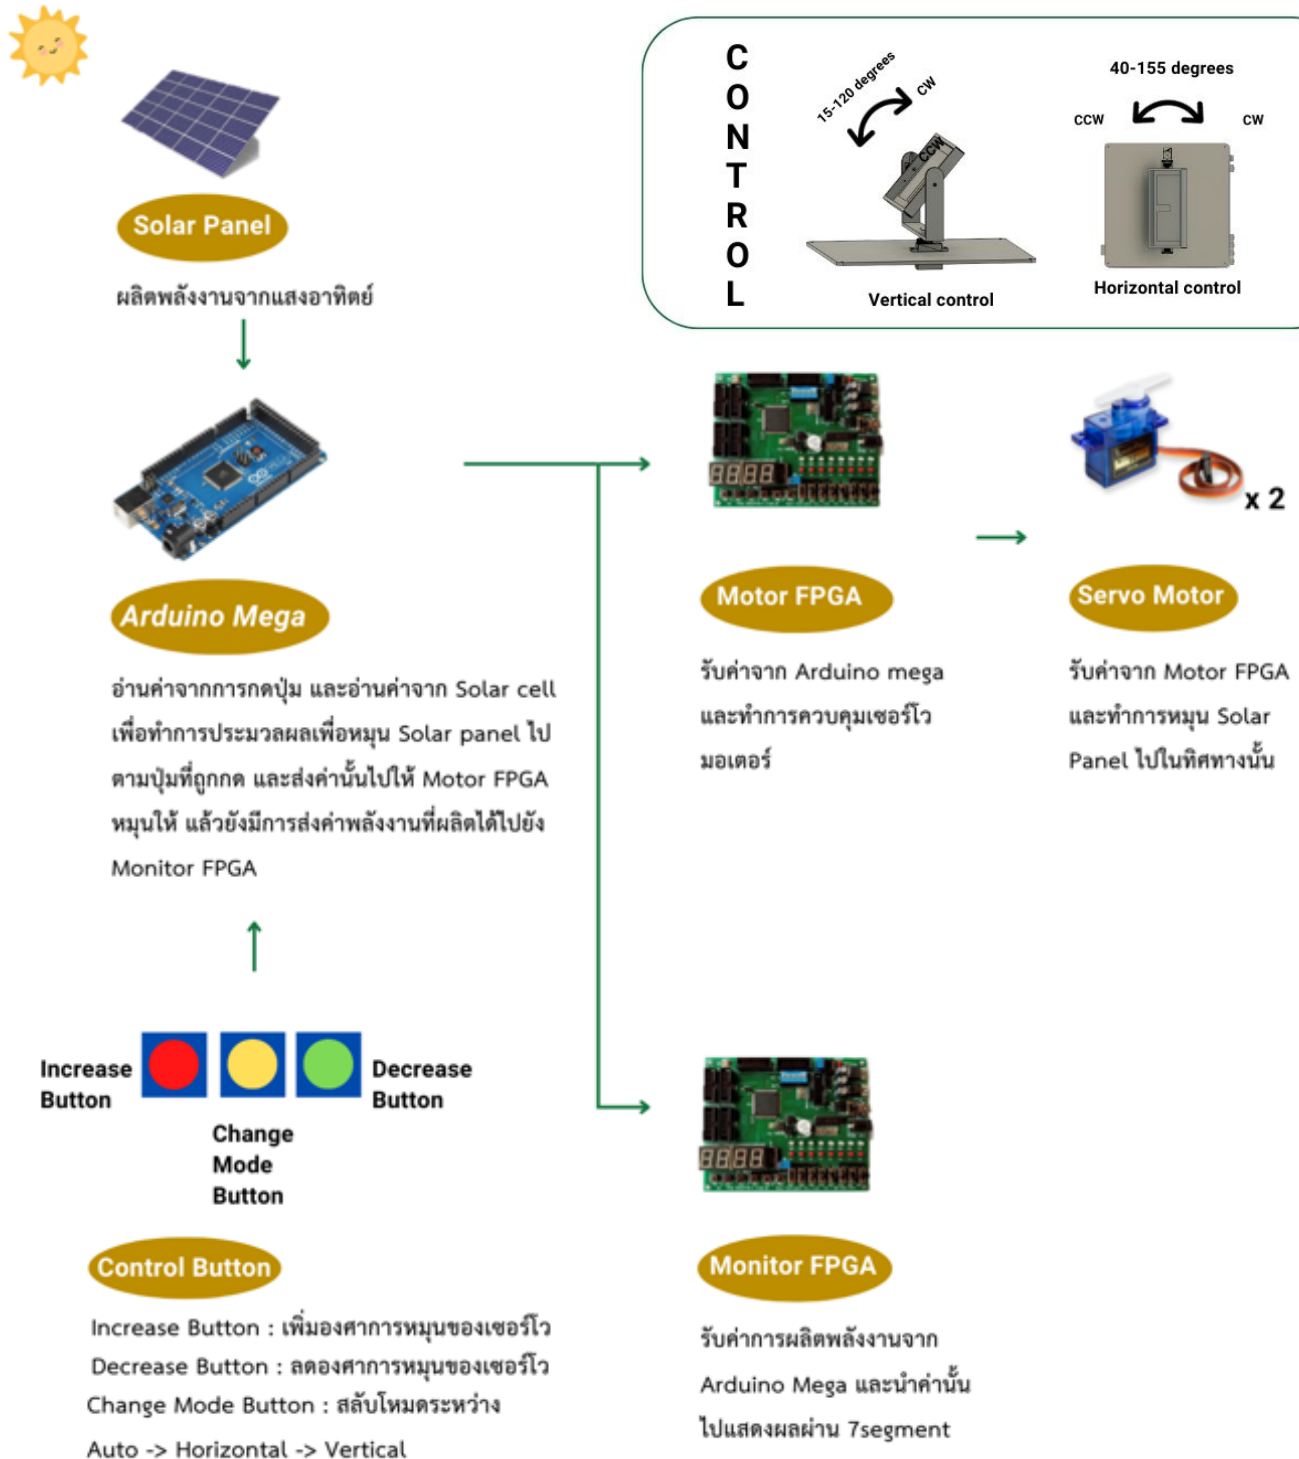 CONTROL
15-120 degrees
CW
CCW
Vertical control
40-155 degrees
CCW
CW
Horizontal control
Solar Panel
ผลิตพลังงานจากแสงอาทิตย์
Arduino Mega
อ่านค่าจากการกดปุ่ม และอ่านค่าจาก Solar cell
เพื่อทำการประมวลผลเพื่อหมุน Solar panel ไป
ตามปุ่มที่ถูกกด และส่งค่านั้นไปให้ Motor FPGA
หมุนให้ แล้วยังมีการส่งค่าพลังงานที่ผลิตได้ไปยัง
Monitor FPGA
Motor FPGA
รับค่าจาก Arduino mega
และทำการควบคุมเซอร์โว
มอเตอร์
x 2
Servo Motor
รับค่าจาก Motor FPGA
และทำการหมุน Solar
Panel ไปในทิศทางนั้น
Increase
Button
Change
Mode
Button
Decrease
Button
Control Button
Increase Button : เพิ่มองศาการหมุนของเซอร์โว
Decrease Button : ลดองศาการหมุนของเซอร์โว
Change Mode Button : สลับโหมดระหว่าง
Auto -> Horizontal -> Vertical
Monitor FPGA
รับค่าการผลิตพลังงานจาก
Arduino Mega และนำค่านั้น
ไปแสดงผลผ่าน 7segment